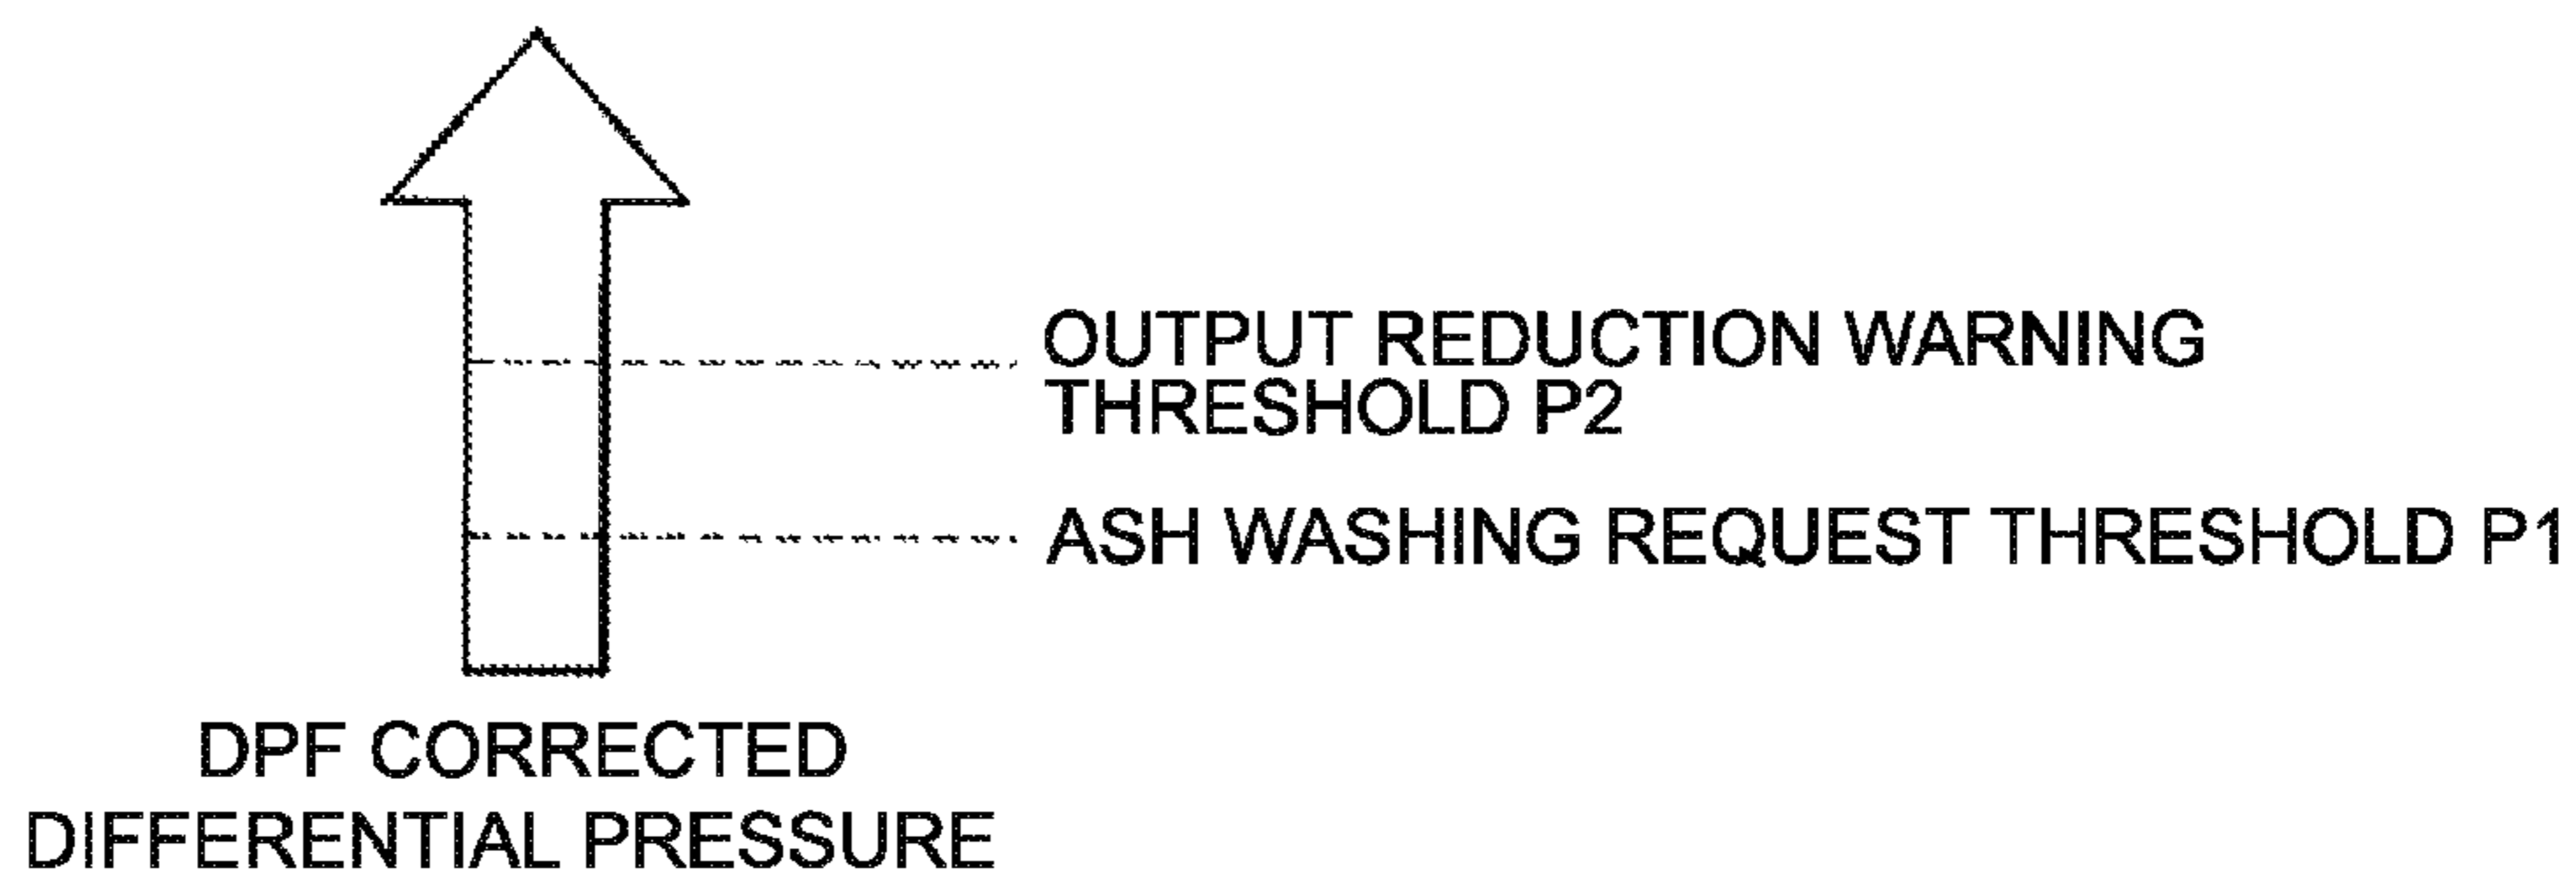 OUTPUT REDUCTION WARNING
THRESHOLD P2
ASH WASHING REQUEST THRESHOLD P1
DPF CORRECTED
DIFFERENTIAL PRESSURE